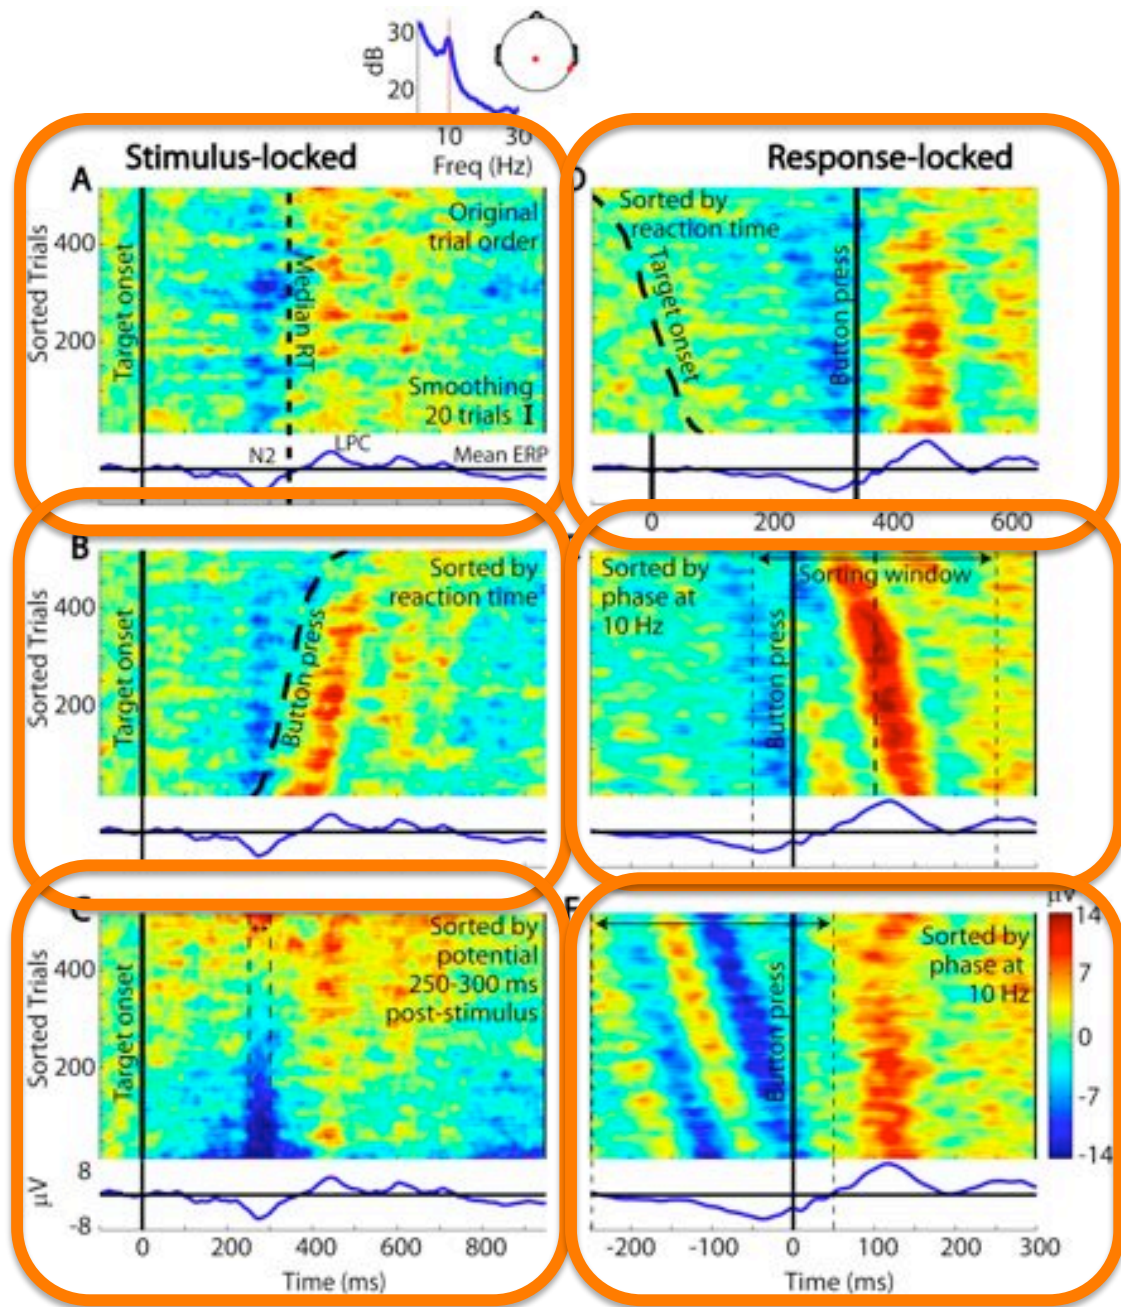 30
dB
20
10
30
Freq (Hz)
Stimulus-locked
Response-locked
A
Sorted Trials
400
200
Target onset
Original
trial order
Median RT
Smoothing
20 trials I
N2
LPC
Mean ERP
D
Sorted by
reaction time
Target onset
Button press
0
200
400
600
B
Sorted Trials
400
200
Target onset
Sorted by
reaction time
Button press
Sorted by
phase at
10 Hz
Sorting window
Button press
C
Sorted Trials
400
200
Target onset
Sorted by
potential
250-300 ms
post-stimulus
μV
8
-8
0
200
400
600
800
Time (ms)
F
Sorted by
phase at
10 Hz
Button press
μV
14
7
0
-7
-14
-200
-100
0
100
200
300
Time (ms)